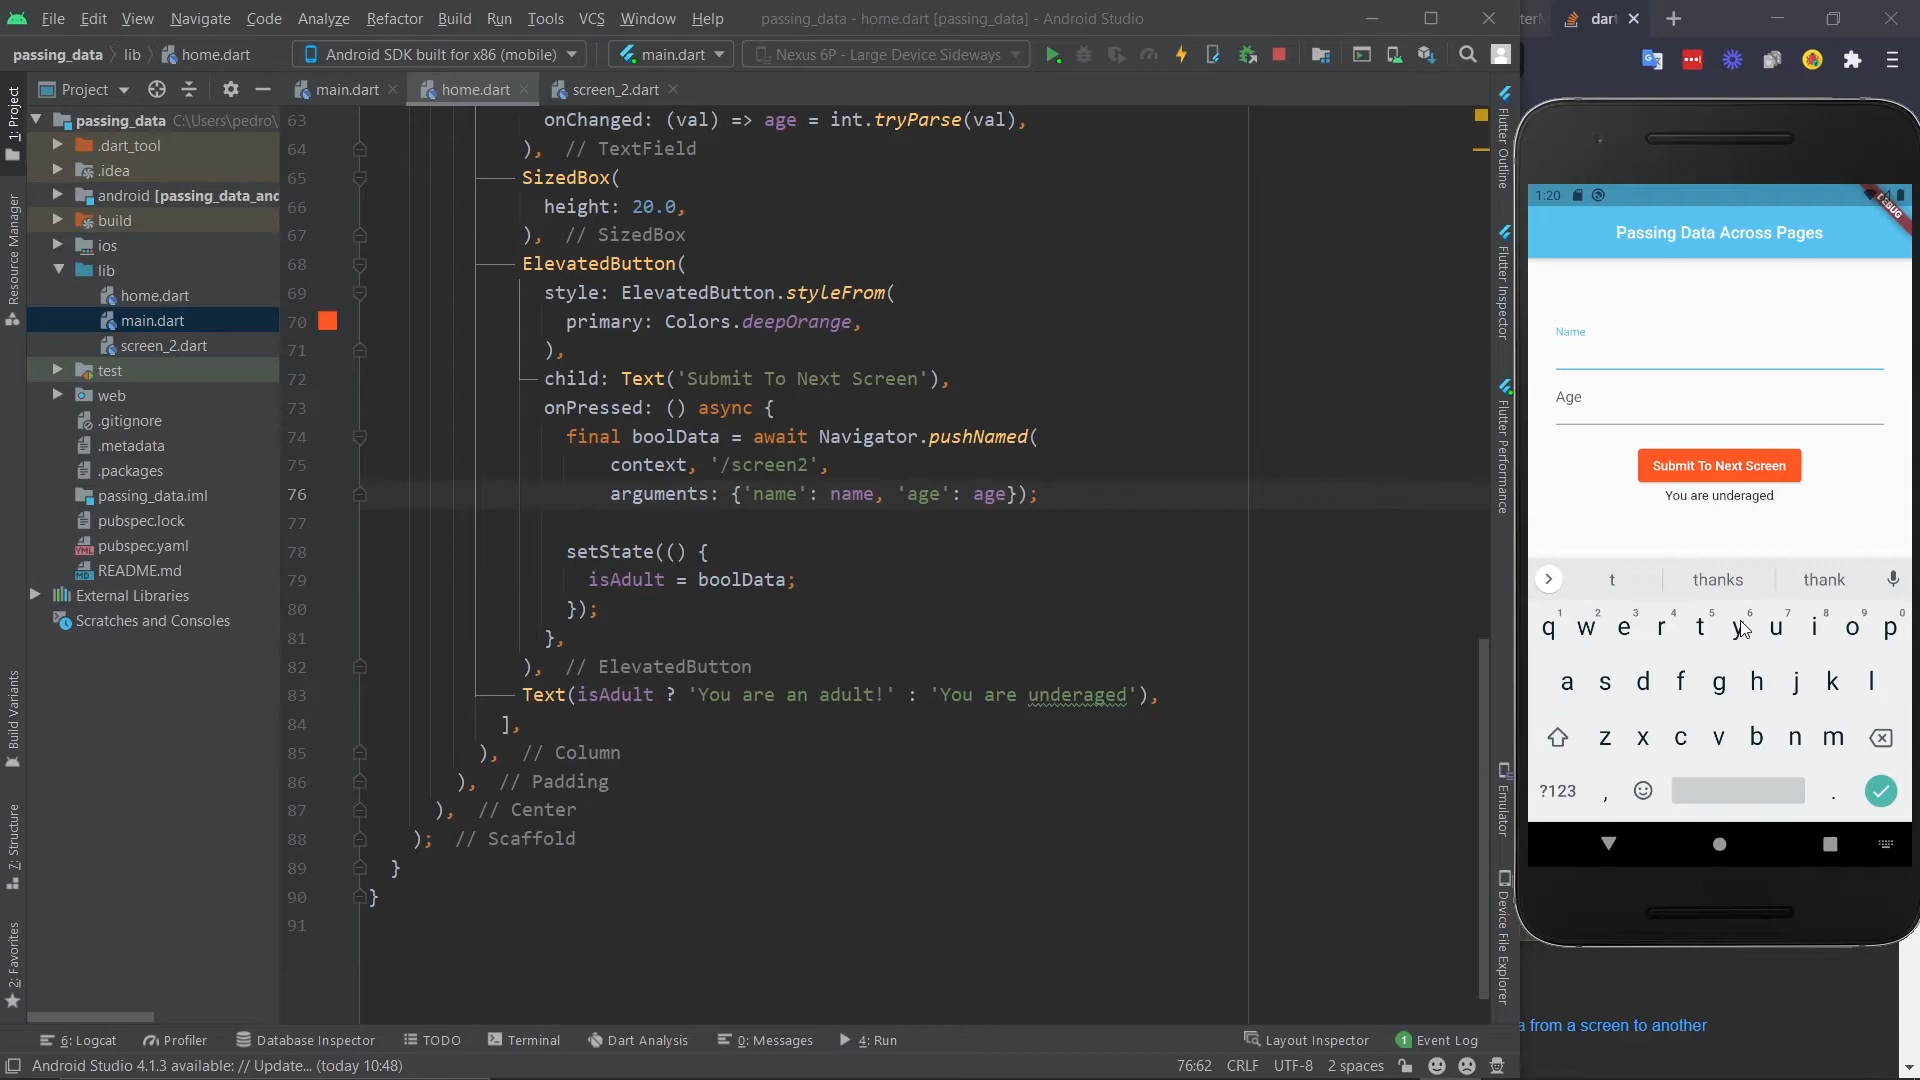 File Edit View Navigate Code Analyze Refactor Build Run Tools VCS Window Help passing_data - home.dart [passing_data] - Android Studio
dart
passing_data lib home.dart Android SDK built for x86 (mobile) main.dart Nexus 6P - Large Device Sideways
Project main.dart home.dart screen_2.dart
1: Project
Resource Manager
Build Variants
7: Structure
2: Favorites
passing_data C:\Users\pedro\
.dart_tool
.idea
android [passing_data_and
build
ios
lib
home.dart
main.dart
screen_2.dart
test
web
.gitignore
.metadata
.packages
passing_data.iml
pubspec.lock
pubspec.yaml
README.md
External Libraries
Scratches and Consoles
63 onChanged: (val) => age = int.tryParse(val),
64 ), // TextField
65 SizedBox(
66 height: 20.0,
67 ), // SizedBox
68 ElevatedButton(
69 style: ElevatedButton.styleFrom(
70 primary: Colors.deepOrange,
71 ),
72 child: Text('Submit To Next Screen'),
73 onPressed: () async {
74 final boolData = await Navigator.pushNamed(
75 context, '/screen2',
76 arguments: {'name': name, 'age': age});
77
78 setState(() {
79 isAdult = boolData;
80 });
81 },
82 ), // ElevatedButton
83 Text(isAdult ? 'You are an adult!' : 'You are underaged'),
84 ],
85 ), // Column
86 ), // Padding
87 ), // Center
88 ); // Scaffold
89 }
90 }
91
Flutter Outline
Flutter Inspector
Flutter Performance
Emulator
Device File Explorer
1:20
DEBUG
Passing Data Across Pages
Name
Age
Submit To Next Screen
You are underaged
t thanks thank
1 2 3 4 5 6 7 8 9 0
q w e r t y u i o p
a s d f g h j k l
z x c v b n m
?123 , .
a from a screen to another
6: Logcat Profiler Database Inspector TODO Terminal Dart Analysis 0: Messages 4: Run Layout Inspector 1 Event Log
Android Studio 4.1.3 available: // Update... (today 10:48) 76:62 CRLF UTF-8 2 spaces